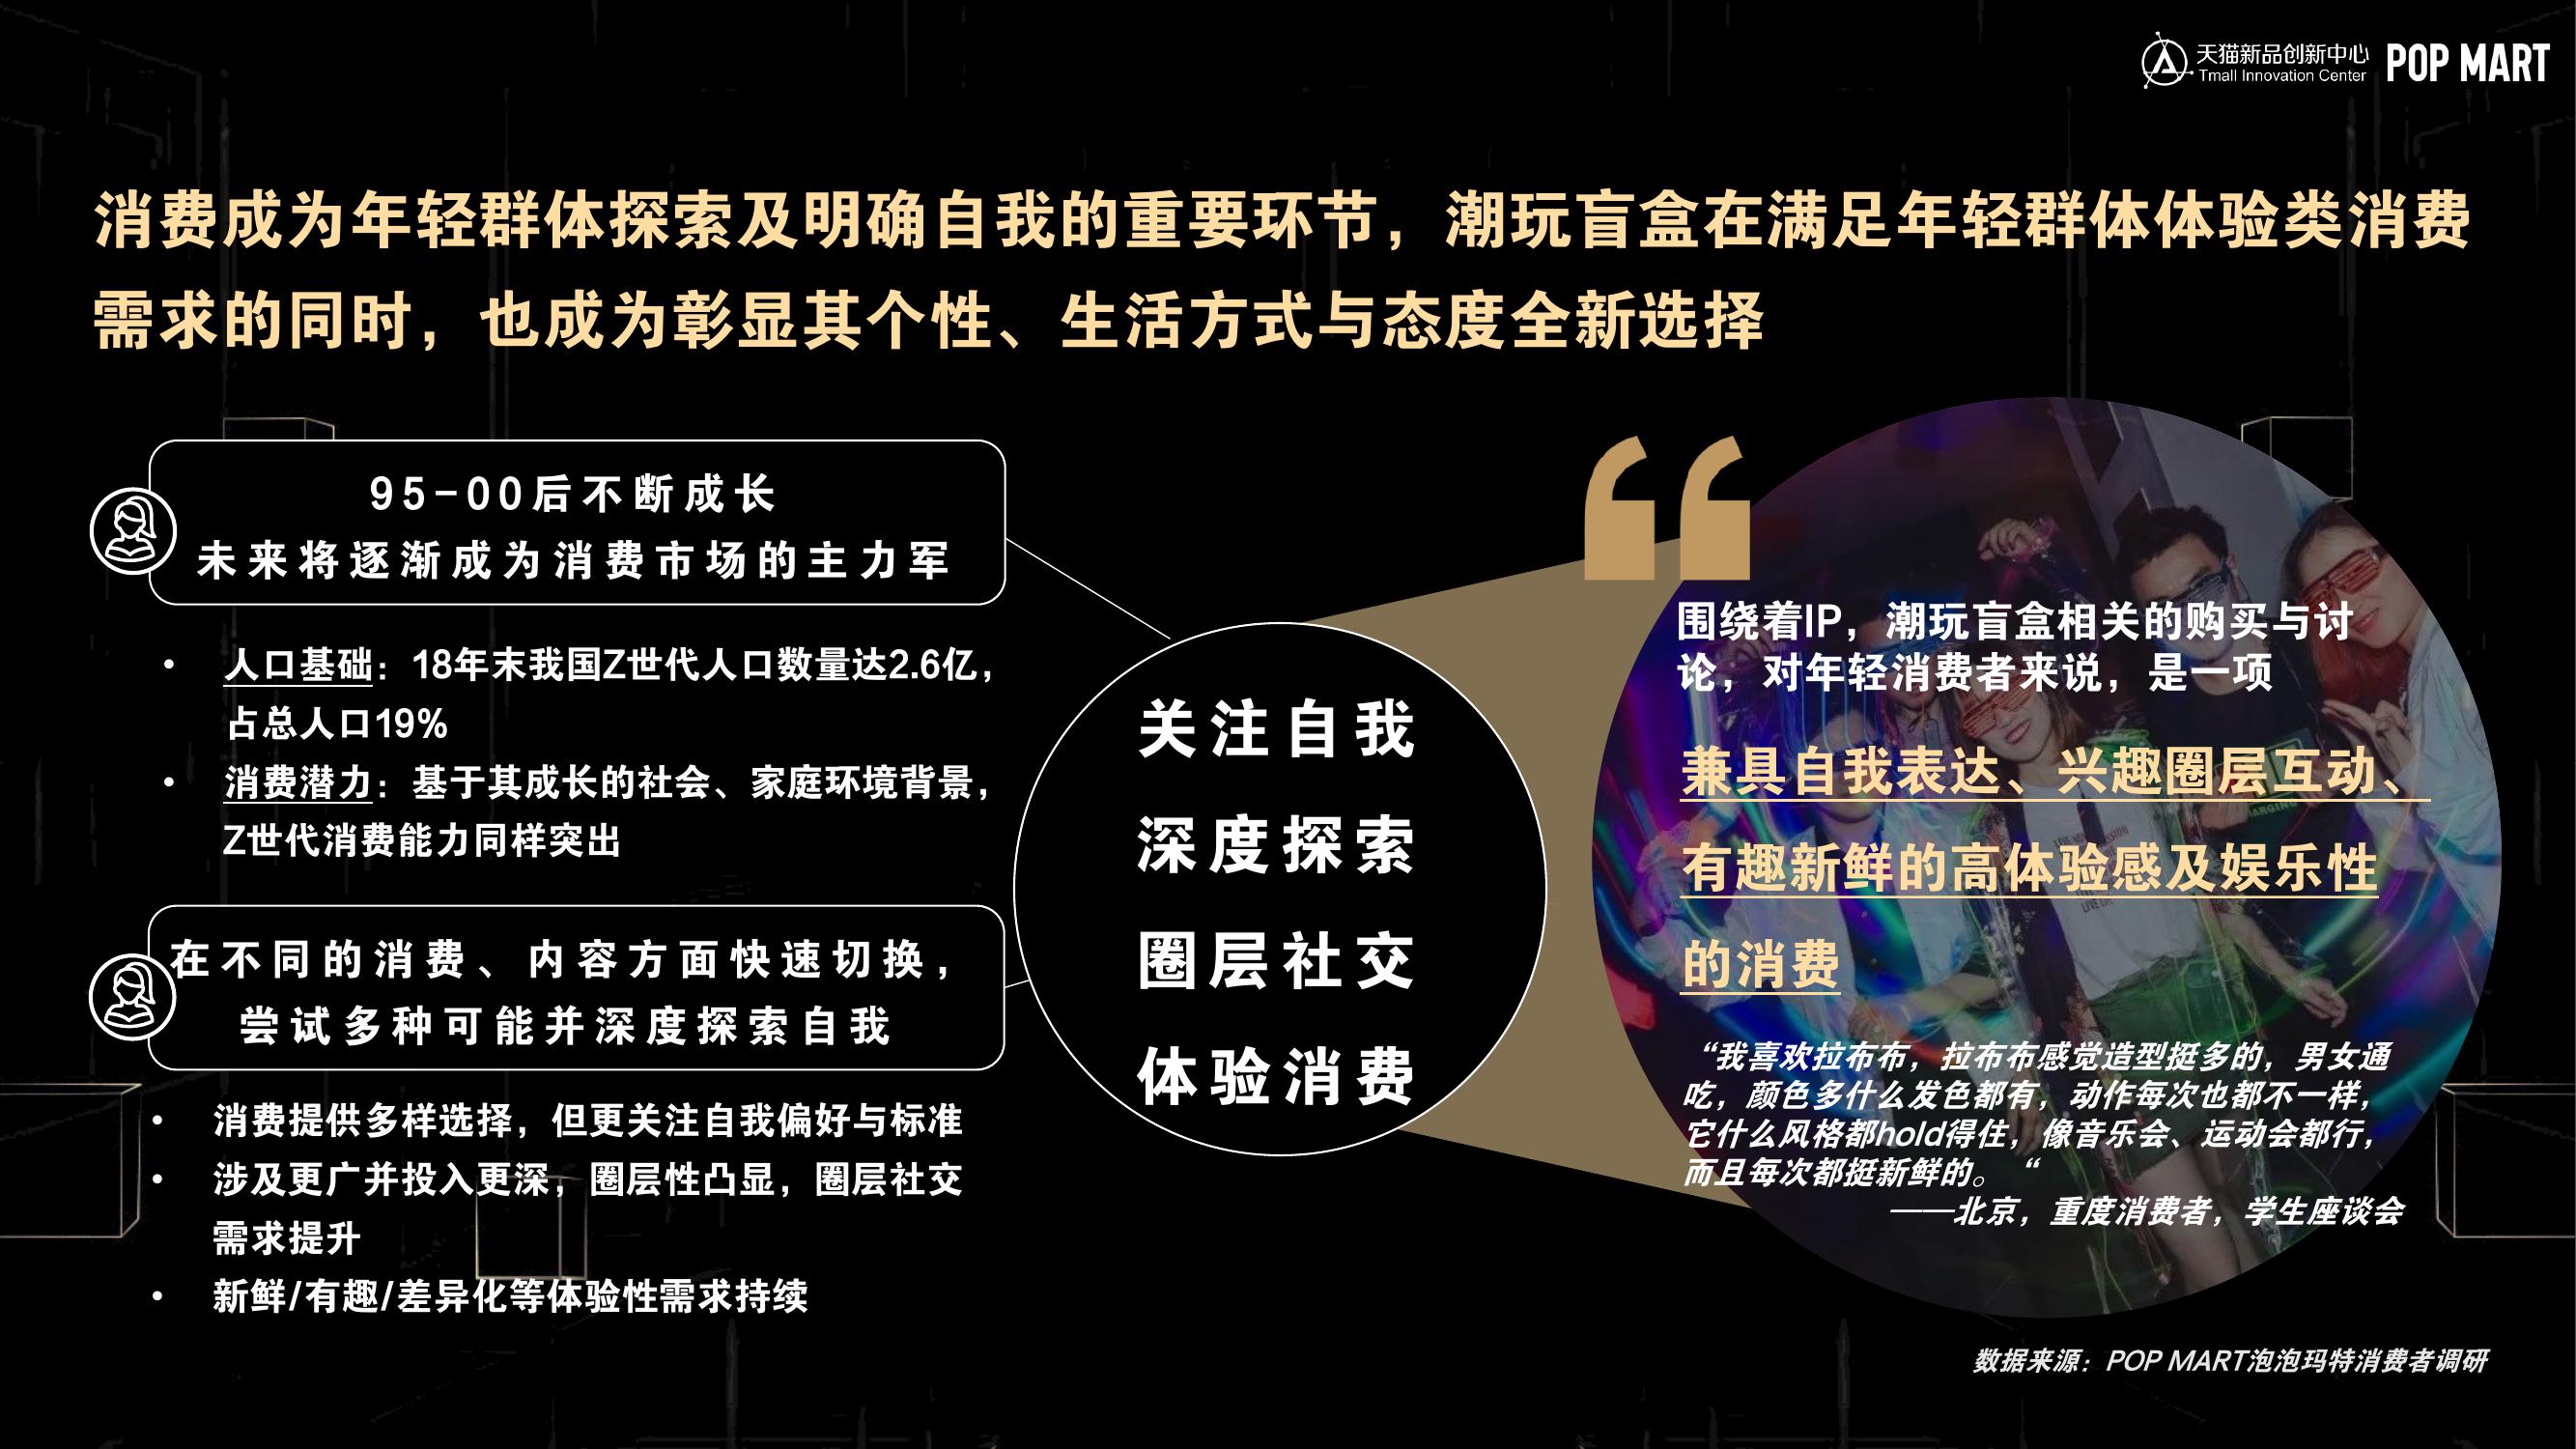 天猫新品创新中心
Tmall Innovation Center
POP MART
消费成为年轻群体探索及明确自我的重要环节，潮玩盲盒在满足年轻群体体验类消费
需求的同时，也成为彰显其个性、生活方式与态度全新选择
95-00后不断成长
未来将逐渐成为消费市场的主力军
• 人口基础：18年末我国Z世代人口数量达2.6亿，
占总人口19%
• 消费潜力：基于其成长的社会、家庭环境背景，
Z世代消费能力同样突出
在不同的消费、内容方面快速切换，
尝试多种可能并深度探索自我
• 消费提供多样选择，但更关注自我偏好与标准
• 涉及更广并投入更深，圈层性凸显，圈层社交
需求提升
• 新鲜/有趣/差异化等体验性需求持续
关注自我
深度探索
圈层社交
体验消费
围绕着IP，潮玩盲盒相关的购买与讨
论，对年轻消费者来说，是一项
兼具自我表达、兴趣圈层互动、
有趣新鲜的高体验感及娱乐性
的消费
“我喜欢拉布布，拉布布感觉造型挺多的，男女通
吃，颜色多什么发色都有，动作每次也都不一样，
它什么风格都hold得住，像音乐会、运动会都行，
而且每次都挺新鲜的。“
——北京，重度消费者，学生座谈会
数据来源：POP MART泡泡玛特消费者调研